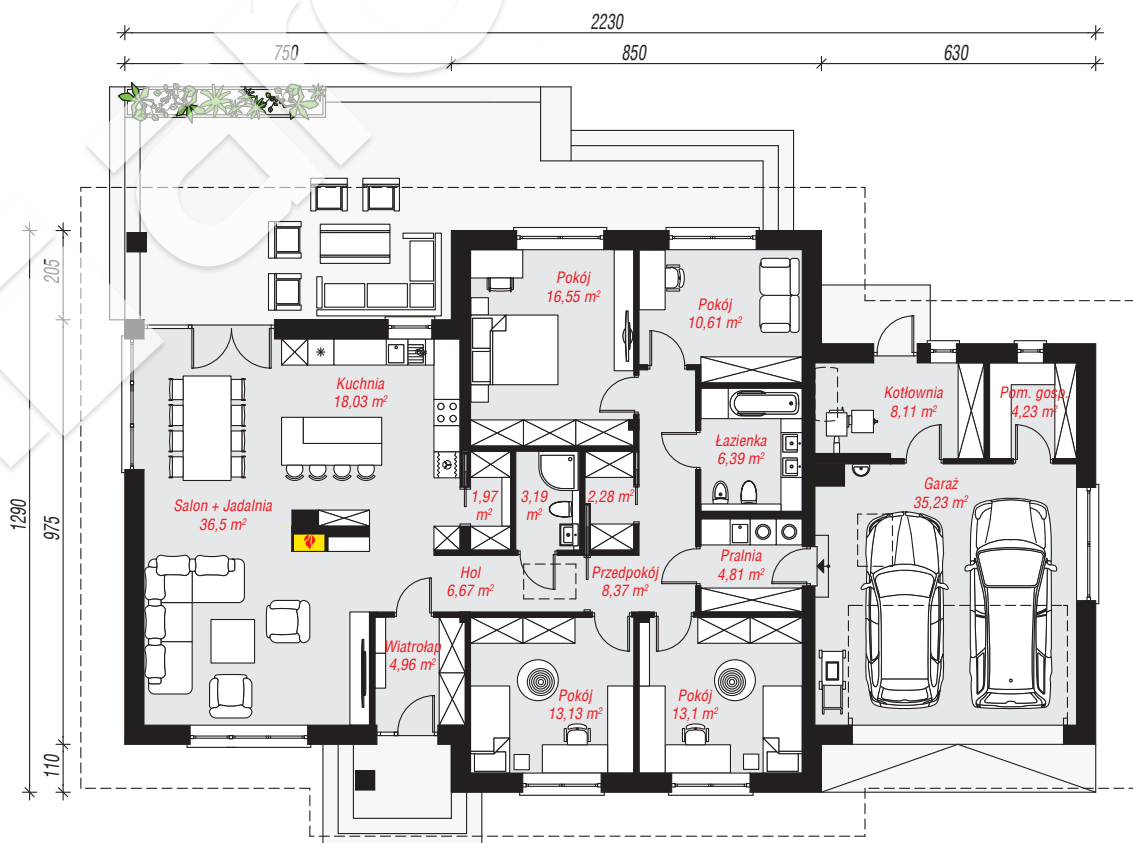 2230
750
850
630
1290
205
975
110
Pokój
16,55 m²
Pokój
10,61 m²
Kuchnia
18,03 m²
Kotłownia
8,11 m²
Pom. gosp.
4,23 m²
Łazienka
6,39 m²
Salon + Jadalnia
36,5 m²
1,97
m²
3,19
m²
2,28 m²
Garaż
35,23 m²
Hol
6,67 m²
Przedpokój
8,37 m²
Pralnia
4,81 m²
Wiatrołap
4,96 m²
Pokój
13,13 m²
Pokój
13,1 m²